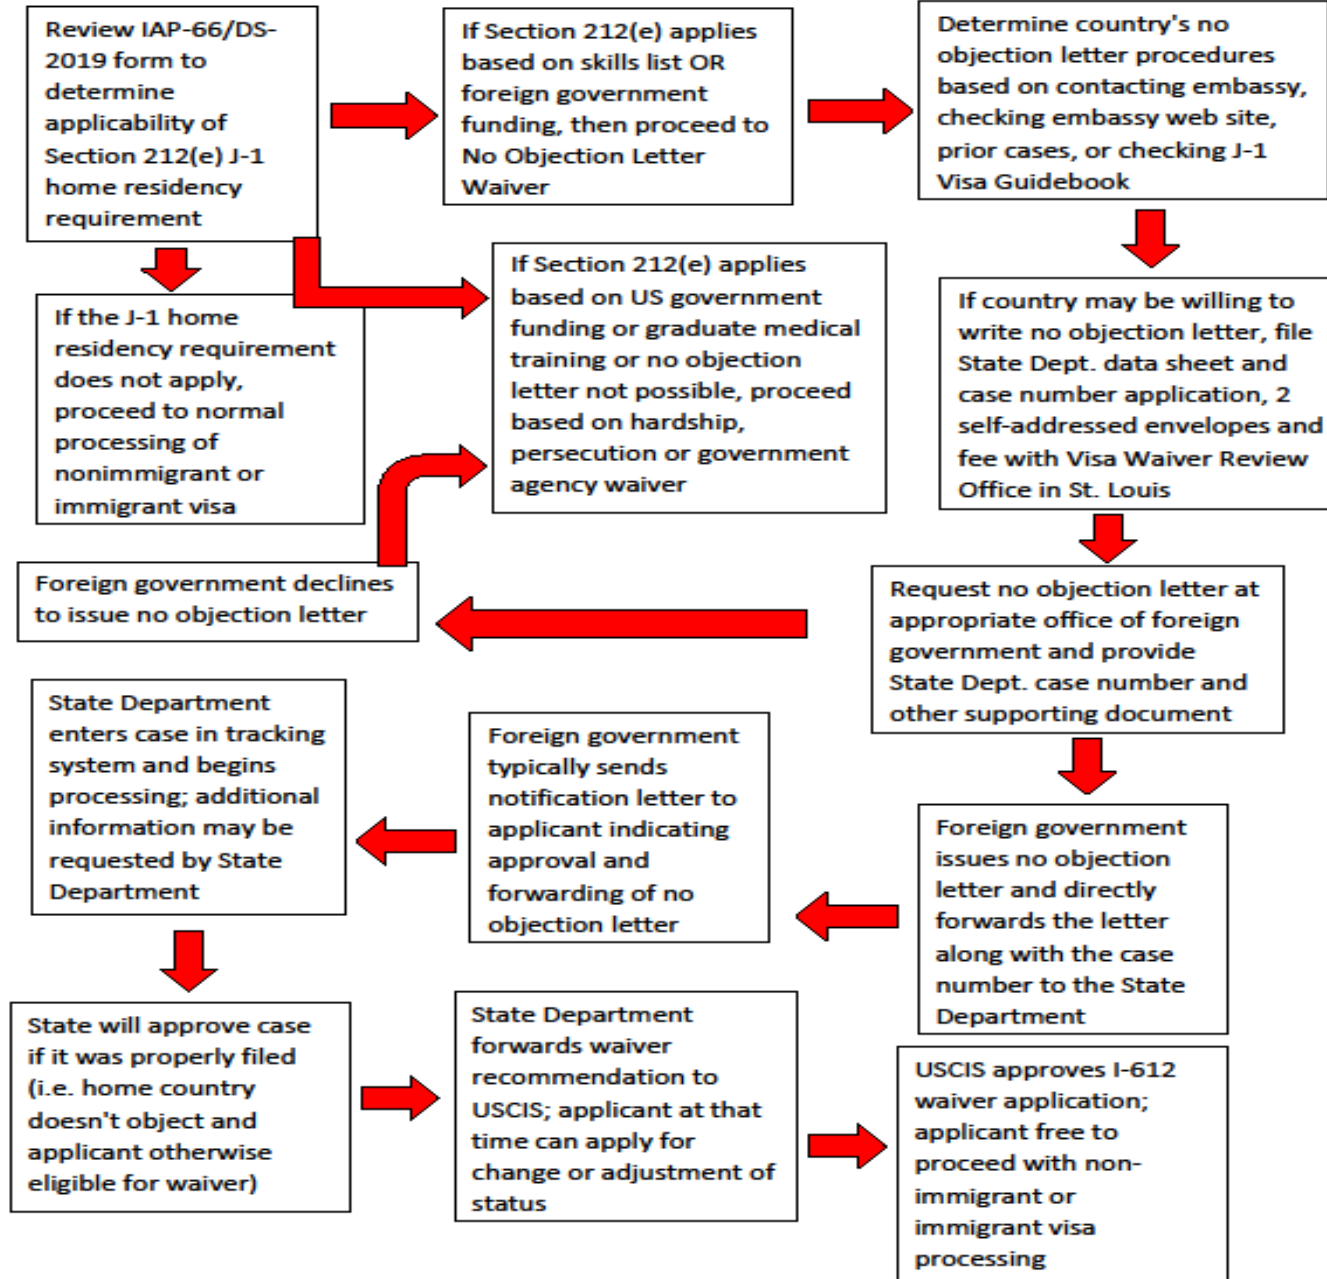 Review IAP-66/DS-
2019 form to
determine
applicability of
Section 212(e) J-1
home residency
requirement
If Section 212(e) applies
based on skills list OR
foreign government
funding, then proceed to
No Objection Letter
Waiver
Determine country's no
objection letter procedures
based on contacting embassy,
checking embassy web site,
prior cases, or checking J-1
Visa Guidebook
If the J-1 home
residency requirement
does not apply,
proceed to normal
processing of
nonimmigrant or
immigrant visa
If Section 212(e) applies
based on US government
funding or graduate medical
training or no objection
letter not possible, proceed
based on hardship,
persecution or government
agency waiver
If country may be willing to
write no objection letter, file
State Dept. data sheet and
case number application, 2
self-addressed envelopes and
fee with Visa Waiver Review
Office in St. Louis
Foreign government declines
to issue no objection letter
Request no objection letter at
appropriate office of foreign
government and provide
State Dept. case number and
other supporting document
State Department
enters case in tracking
system and begins
processing; additional
information may be
requested by State
Department
Foreign government
typically sends
notification letter to
applicant indicating
approval and
forwarding of no
objection letter
Foreign government
issues no objection
letter and directly
forwards the letter
along with the case
number to the State
Department
State will approve case
if it was properly filed
(i.e. home country
doesn't object and
applicant otherwise
eligible for waiver)
State Department
forwards waiver
recommendation to
USCIS; applicant at that
time can apply for
change or adjustment of
status
USCIS approves I-612
waiver application;
applicant free to
proceed with non-
immigrant or
immigrant visa
processing